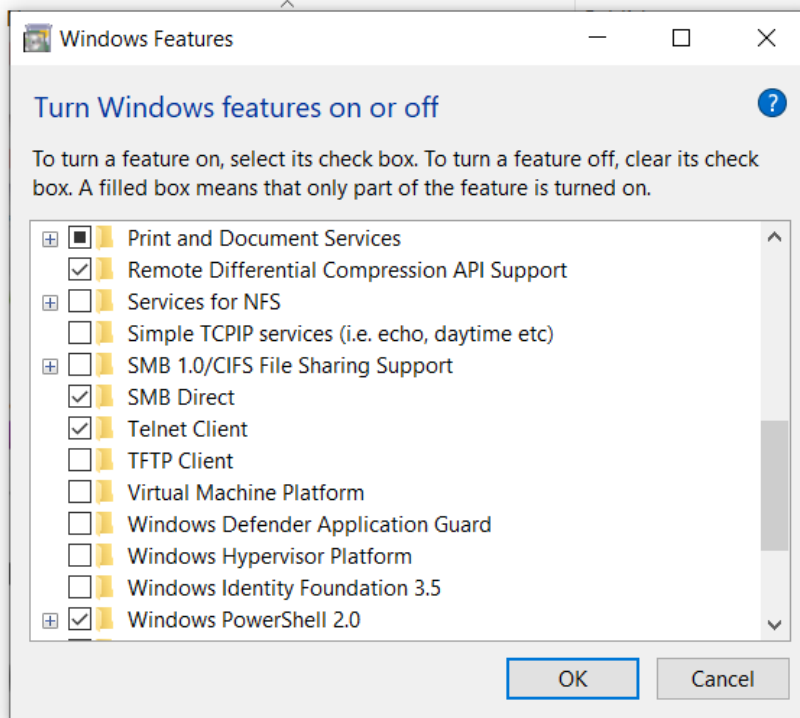 Windows Features
Turn Windows features on or off
?
To turn a feature on, select its check box. To turn a feature off, clear its check
box. A filled box means that only part of the feature is turned on.
Print and Document Services
Remote Differential Compression API Support
Services for NFS
Simple TCPIP services (i.e. echo, daytime etc)
SMB 1.0/CIFS File Sharing Support
SMB Direct
Telnet Client
TFTP Client
Virtual Machine Platform
Windows Defender Application Guard
Windows Hypervisor Platform
Windows Identity Foundation 3.5
Windows PowerShell 2.0
OK
Cancel